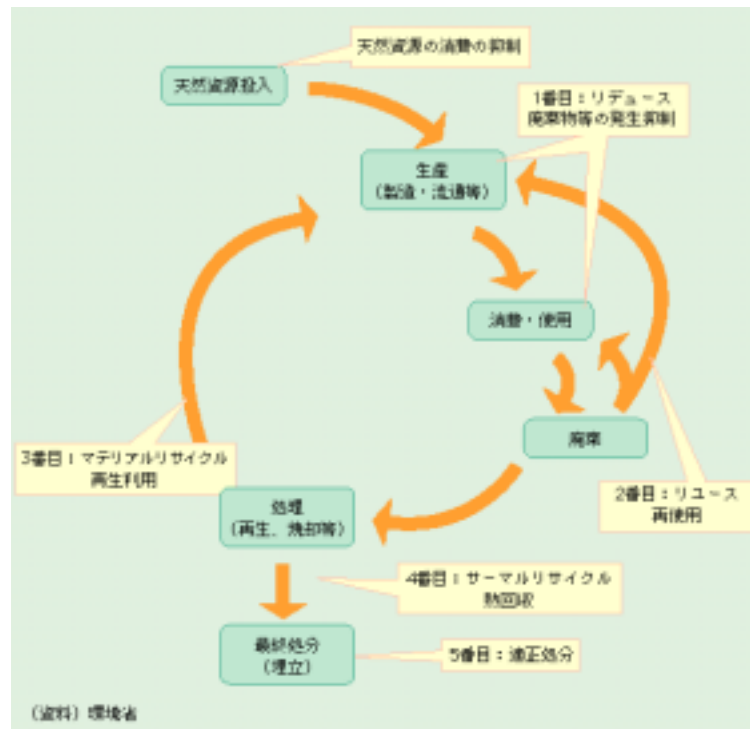 天然資源の消費の抑制
天然資源投入
1番目：リデュース
廃棄物等の発生抑制
生産
（製造・流通等）
消費・使用
廃棄
3番目：マテリアルリサイクル
再生利用
2番目：リユース
再使用
処理
（再生、焼却等）
4番目：サーマルリサイクル
熱回収
最終処分
（埋立）
5番目：適正処分
（資料）環境省